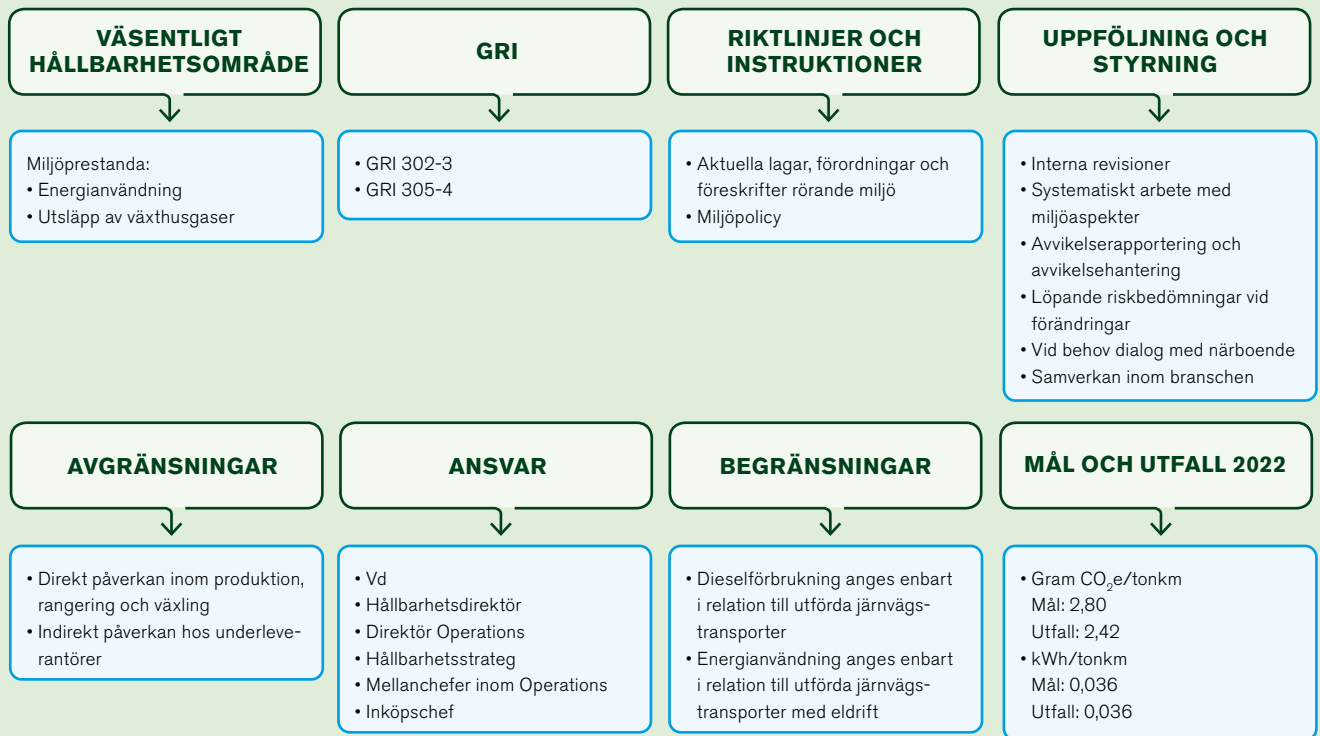 VÄSENTLIGT
HÅLLBARHETSOMRÅDE
Miljöprestanda:
• Energianvändning
• Utsläpp av växthusgaser
GRI
• GRI 302-3
• GRI 305-4
RIKTLINJER OCH
INSTRUKTIONER
• Aktuella lagar, förordningar och
föreskrifter rörande miljö
• Miljöpolicy
UPPFÖLJNING OCH
STYRNING
• Interna revisioner
• Systematiskt arbete med
miljöaspekter
• Avvikelserapportering och
avvikelsehantering
• Löpande riskbedömningar vid
förändringar
• Vid behov dialog med närboende
• Samverkan inom branschen
AVGRÄNSNINGAR
• Direkt påverkan inom produktion,
rangering och växling
• Indirekt påverkan hos underleve-
rantörer
ANSVAR
• Vd
• Hållbarhetsdirektör
• Direktör Operations
• Hållbarhetsstrateg
• Mellanchefer inom Operations
• Inköpschef
BEGRÄNSNINGAR
• Dieselförbrukning anges enbart
i relation till utförda järnvägs-
transporter
• Energianvändning anges enbart
i relation till utförda järnvägs-
transporter med eldrift
MÅL OCH UTFALL 2022
• Gram CO₂e/tonkm
Mål: 2,80
Utfall: 2,42
• kWh/tonkm
Mål: 0,036
Utfall: 0,036